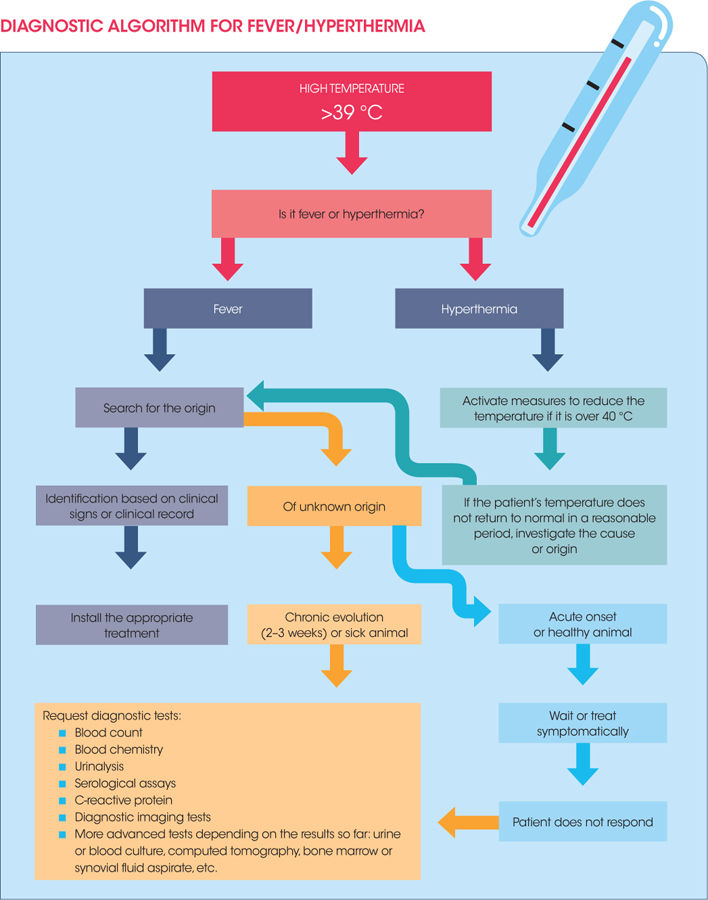 DIAGNOSTIC ALGORITHM FOR FEVER/HYPERTHERMIA
HIGH TEMPERATURE
>39 °C
Is it fever or hyperthermia?
Fever
Hyperthermia
Search for the origin
Activate measures to reduce the
temperature if it is over 40 °C
Identification based on clinical
signs or clinical record
Of unknown origin
If the patient's temperature does
not return to normal in a reasonable
period, investigate the cause
or origin
Install the appropriate
treatment
Chronic evolution
(2–3 weeks) or sick animal
Acute onset
or healthy animal
Wait or treat
symptomatically
Patient does not respond
Request diagnostic tests:
Blood count
Blood chemistry
Urinalysis
Serological assays
C-reactive protein
Diagnostic imaging tests
More advanced tests depending on the results so far: urine
or blood culture, computed tomography, bone marrow or
synovial fluid aspirate, etc.